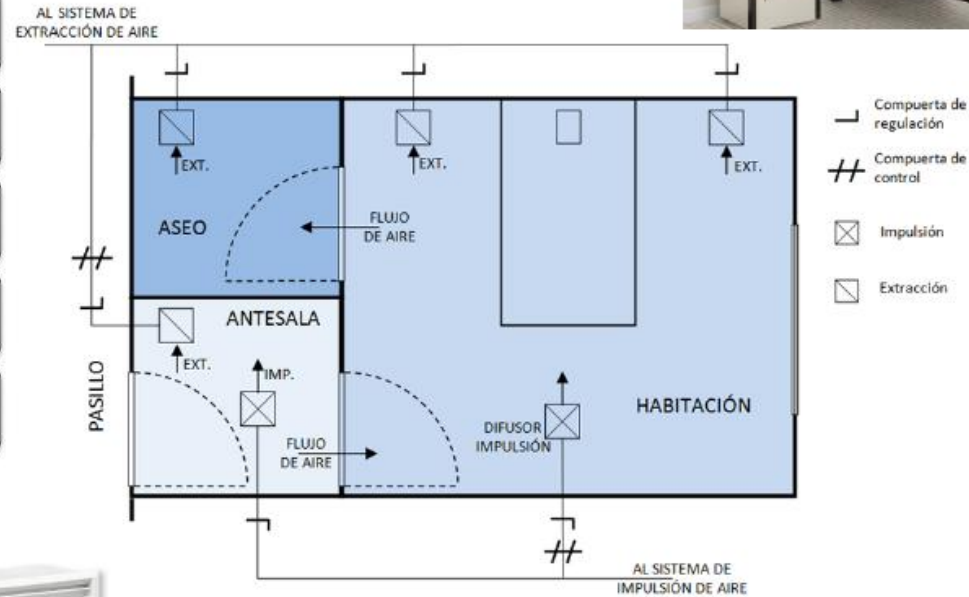 AL SISTEMA DE
EXTRACCIÓN DE AIRE
EXT.
EXT.
EXT.
ASEO
FLUJO
DE AIRE
ANTESALA
EXT.
IMP.
PASILLO
FLUJO
DE AIRE
DIFUSOR
IMPULSIÓN
HABITACIÓN
AL SISTEMA DE
IMPULSIÓN DE AIRE
Compuerta de
regulación
Compuerta de
control
Impulsión
Extracción